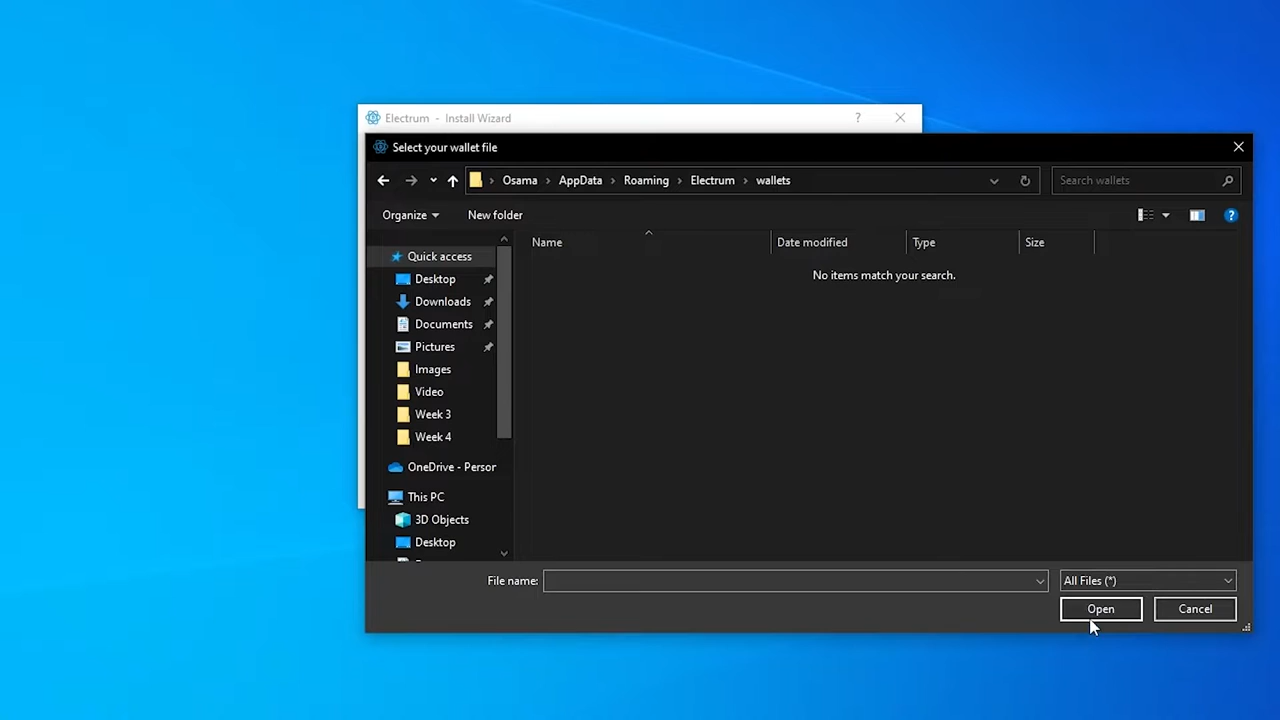 Electrum - Install Wizard
?
Select your wallet file
Osama › AppData › Roaming › Electrum › wallets
Search wallets
Organize
New folder
?
Name
Date modified
Type
Size
No items match your search.
Quick access
Desktop
Downloads
Documents
Pictures
Images
Video
Week 3
Week 4
OneDrive - Person
This PC
3D Objects
Desktop
File name:
All Files (*)
Open
Cancel